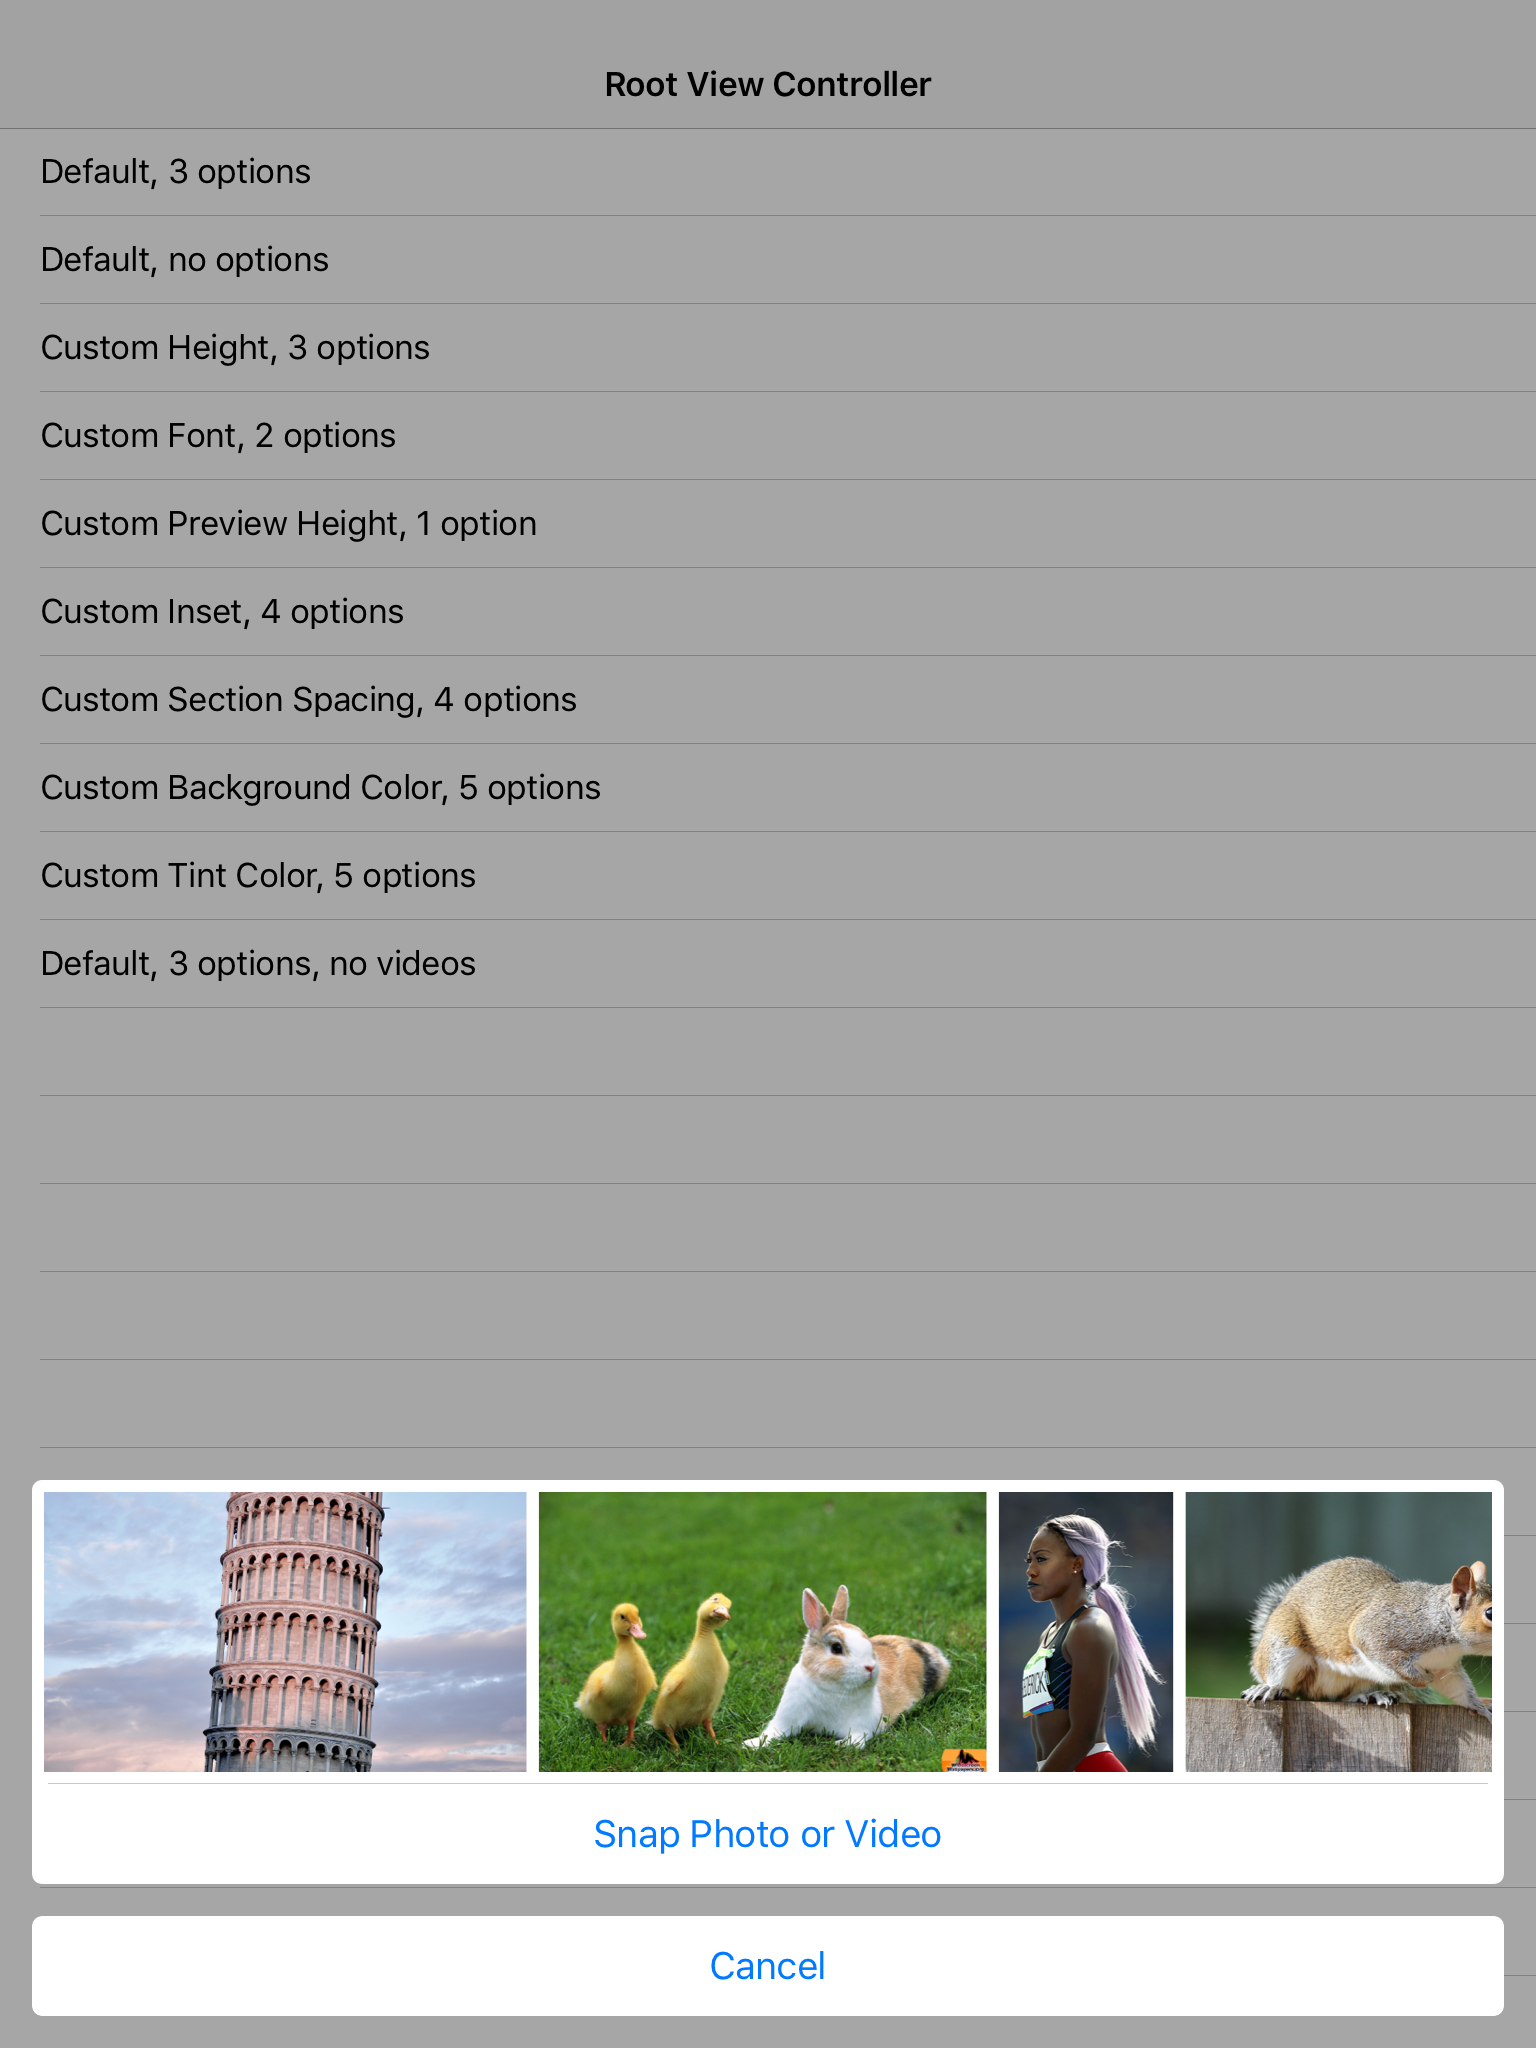 Root View Controller
Default, 3 options
Default, no options
Custom Height, 3 options
Custom Font, 2 options
Custom Preview Height, 1 option
Custom Inset, 4 options
Custom Section Spacing, 4 options
Custom Background Color, 5 options
Custom Tint Color, 5 options
Default, 3 options, no videos
Snap Photo or Video
Cancel